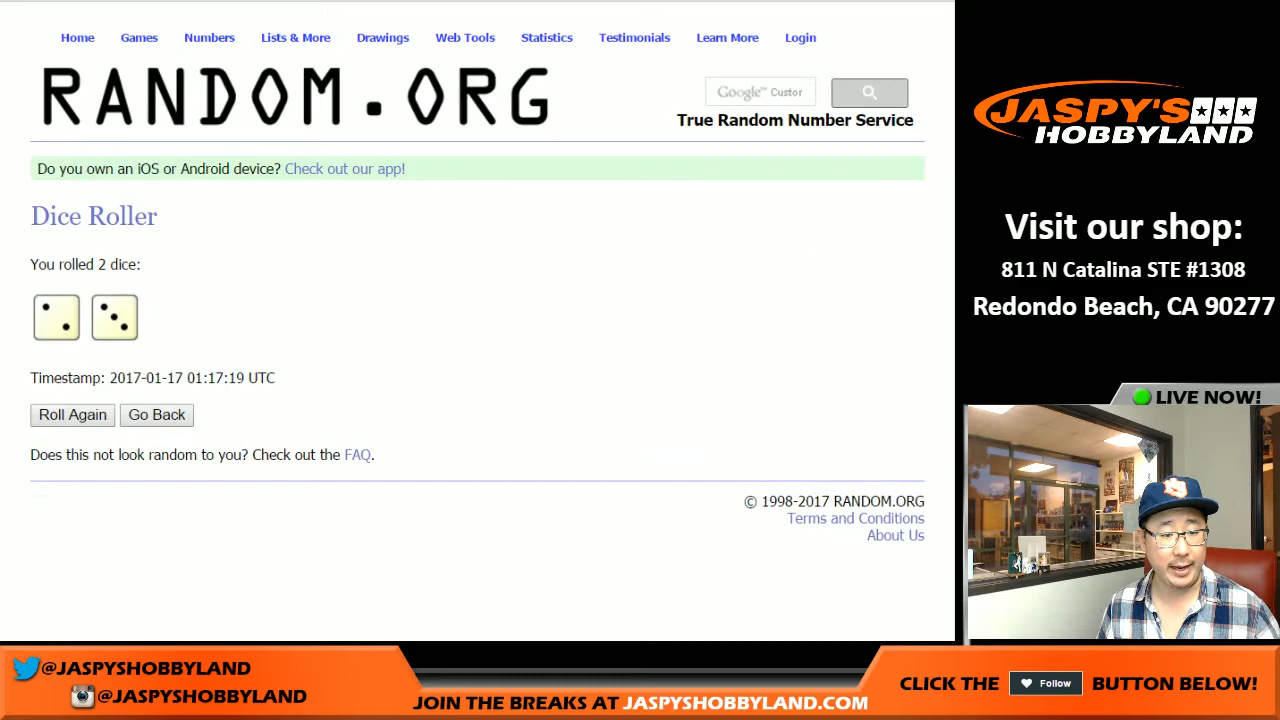 Home Games Numbers Lists & More Drawings Web Tools Statistics Testimonials Learn More Login
RANDOM.ORG
Google™ Custor
True Random Number Service
Do you own an iOS or Android device? Check out our app!
Dice Roller
You rolled 2 dice:
Timestamp: 2017-01-17 01:17:19 UTC
Roll Again Go Back
Does this not look random to you? Check out the FAQ.
© 1998-2017 RANDOM.ORG
Terms and Conditions
About Us
JASPY'S
HOBBYLAND
Visit our shop:
811 N Catalina STE #1308
Redondo Beach, CA 90277
LIVE NOW!
@JASPYSHOBBYLAND
@JASPYSHOBBYLAND
JOIN THE BREAKS AT JASPYSHOBBYLAND.COM
CLICK THE Follow BUTTON BELOW!